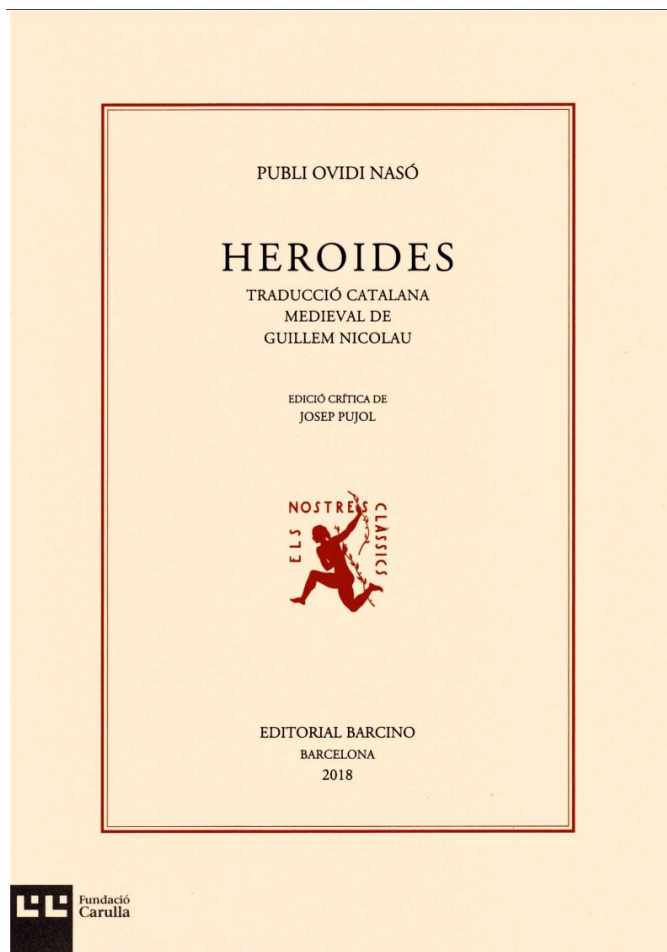 PUBLI OVIDI NASÓ
HEROIDES
TRADUCCIÓ CATALANA
MEDIEVAL DE
GUILLEM NICOLAU
EDICIÓ CRÍTICA DE
JOSEP PUJOL
ELS NOSTRES CLÀSSICS
EDITORIAL BARCINO
BARCELONA
2018
Fundació
Carulla